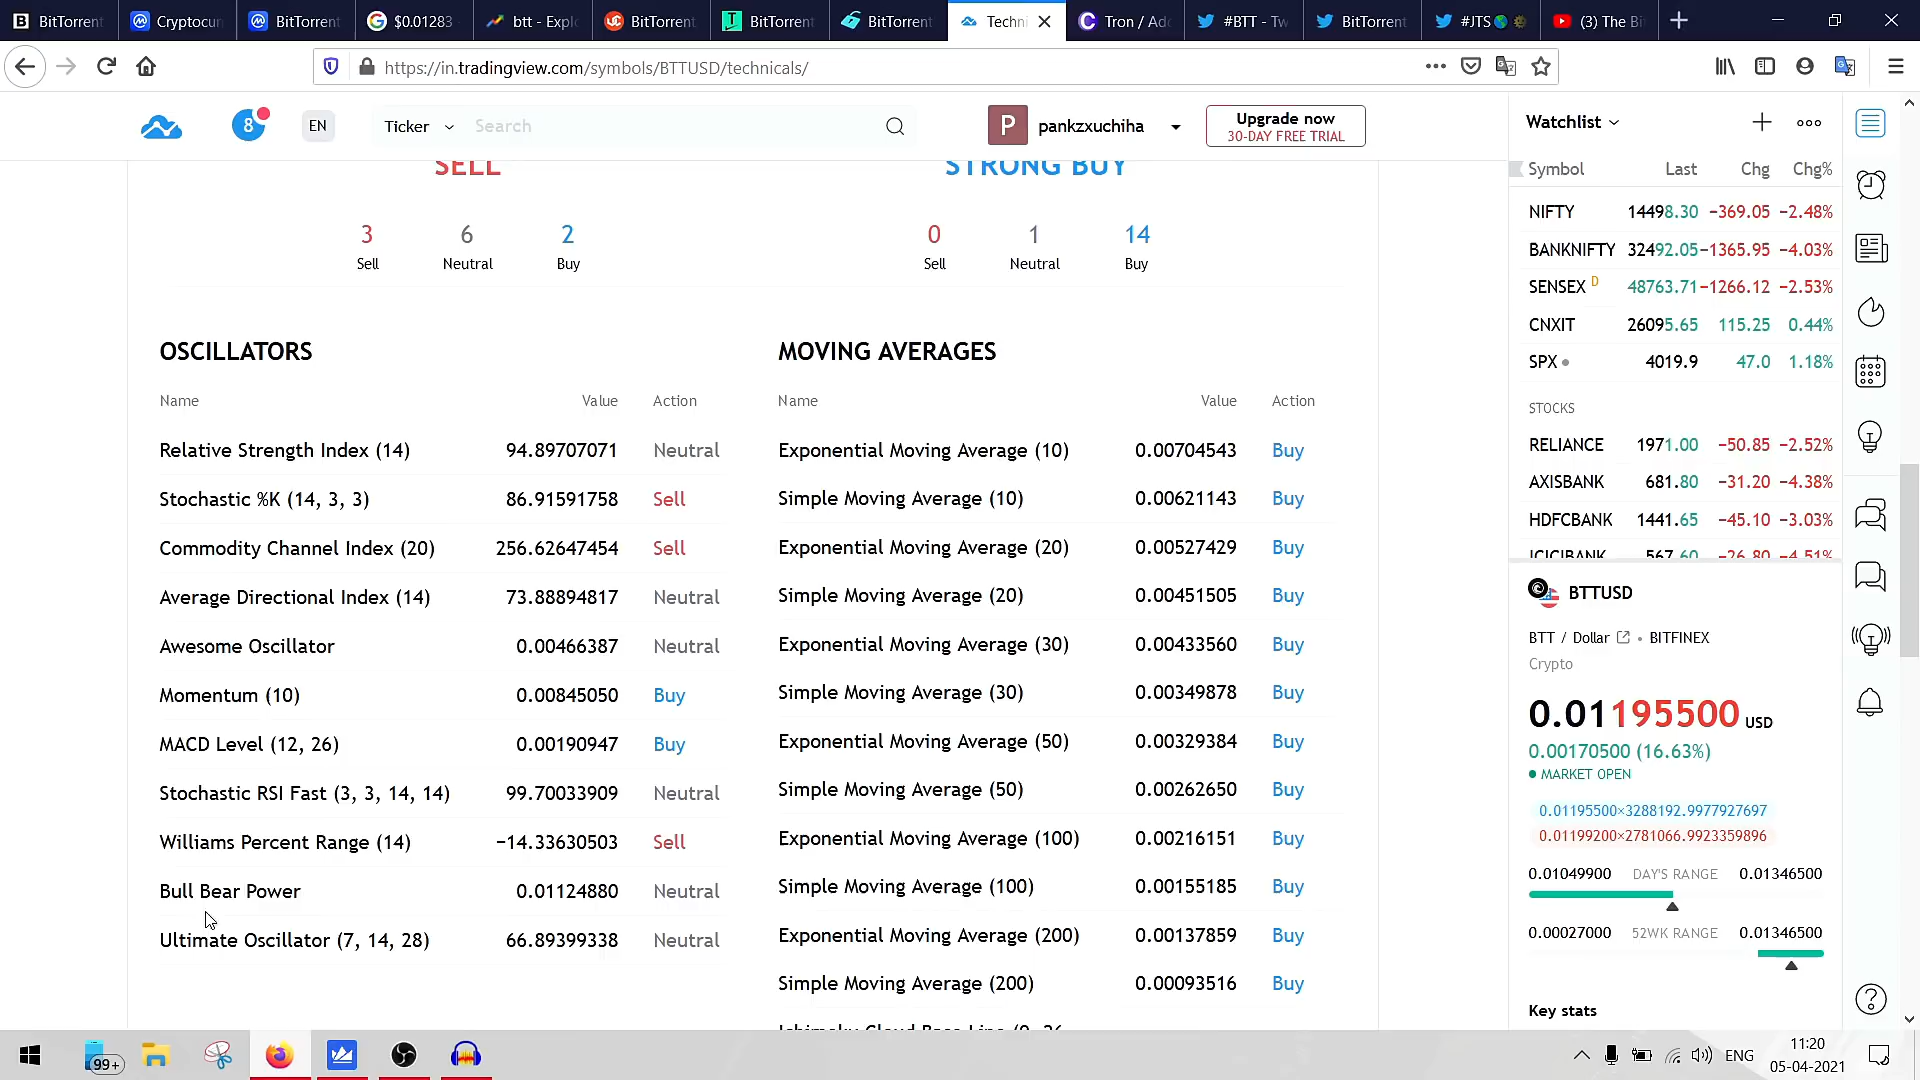 BitTorrent
Cryptocur
BitTorrent
$0.01283
btt - Expl
BitTorrent
BitTorrent
BitTorrent
Techni
Tron / Ad
#BTT - Tw
BitTorrent
#JTS
(3) The Bi
https://in.tradingview.com/symbols/BTTUSD/technicals/
8
EN
Ticker
Search
P
pankzxuchiha
Upgrade now
30-DAY FREE TRIAL
SELL
STRONG BUY
3
6
2
0
1
14
Sell
Neutral
Buy
Sell
Neutral
Buy
OSCILLATORS
Name Value Action
Relative Strength Index (14) 94.89707071 Neutral
Stochastic %K (14, 3, 3) 86.91591758 Sell
Commodity Channel Index (20) 256.62647454 Sell
Average Directional Index (14) 73.88894817 Neutral
Awesome Oscillator 0.00466387 Neutral
Momentum (10) 0.00845050 Buy
MACD Level (12, 26) 0.00190947 Buy
Stochastic RSI Fast (3, 3, 14, 14) 99.70033909 Neutral
Williams Percent Range (14) −14.33630503 Sell
Bull Bear Power 0.01124880 Neutral
Ultimate Oscillator (7, 14, 28) 66.89399338 Neutral
MOVING AVERAGES
Name Value Action
Exponential Moving Average (10) 0.00704543 Buy
Simple Moving Average (10) 0.00621143 Buy
Exponential Moving Average (20) 0.00527429 Buy
Simple Moving Average (20) 0.00451505 Buy
Exponential Moving Average (30) 0.00433560 Buy
Simple Moving Average (30) 0.00349878 Buy
Exponential Moving Average (50) 0.00329384 Buy
Simple Moving Average (50) 0.00262650 Buy
Exponential Moving Average (100) 0.00216151 Buy
Simple Moving Average (100) 0.00155185 Buy
Exponential Moving Average (200) 0.00137859 Buy
Simple Moving Average (200) 0.00093516 Buy
Ichimoku Cloud Base Line (9, 26,
Watchlist
Symbol Last Chg Chg%
NIFTY 14498.30 −369.05 −2.48%
BANKNIFTY 32492.05 −1365.95 −4.03%
SENSEX D 48763.71 −1266.12 −2.53%
CNXIT 26095.65 115.25 0.44%
SPX 4019.9 47.0 1.18%
STOCKS
RELIANCE 1971.00 −50.85 −2.52%
AXISBANK 681.80 −31.20 −4.38%
HDFCBANK 1441.65 −45.10 −3.03%
ICICIBANK 567.60 −26.80 −4.51%
BTTUSD
BTT / Dollar • BITFINEX
Crypto
0.01195500 USD
0.00170500 (16.63%)
MARKET OPEN
0.01195500×3288192.9977927697
0.01199200×2781066.9923359896
0.01049900 DAY'S RANGE 0.01346500
0.00027000 52WK RANGE 0.01346500
Key stats
99+
ENG
11:20
05-04-2021